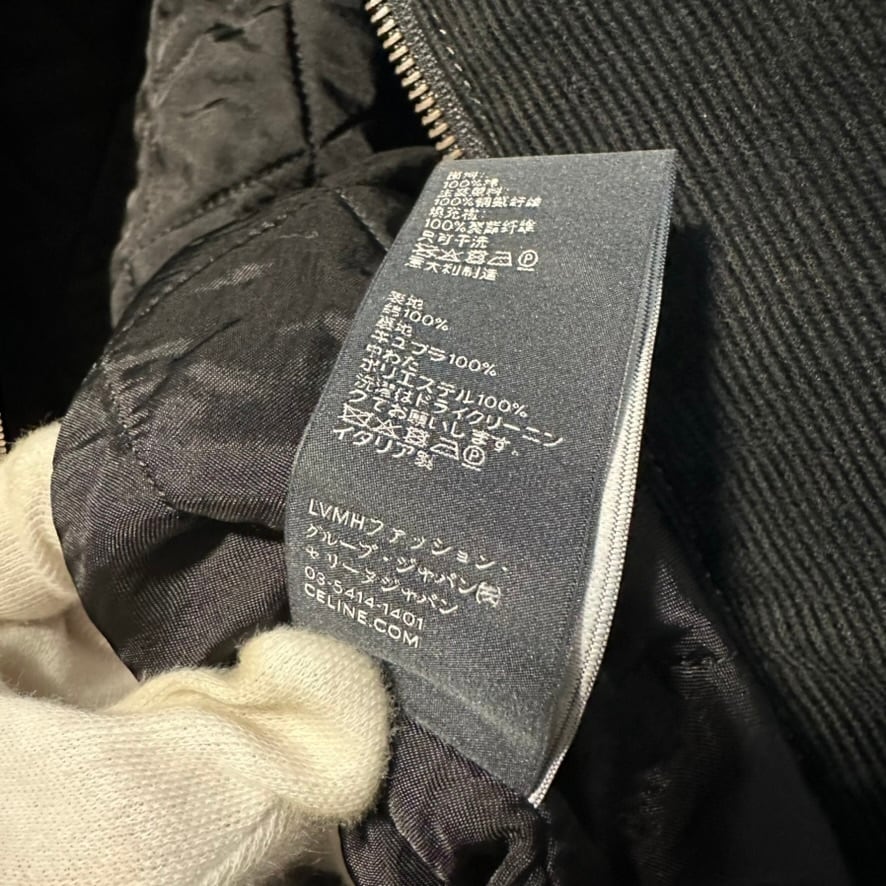 面料:
100%棉
主要里料:
100%铜氨纤维
填充物:
100%聚酯纤维
只可干洗
P
意大利制造
表地
綿100%
裏地
キュプラ100%
中わた
ポリエステル100%
洗濯はドライクリーニン
グでお願いします。
P
イタリア製
LVMHファッション・
グループ・ジャパン㈱
セリーヌジャパン
03-5414-1401
CELINE.COM